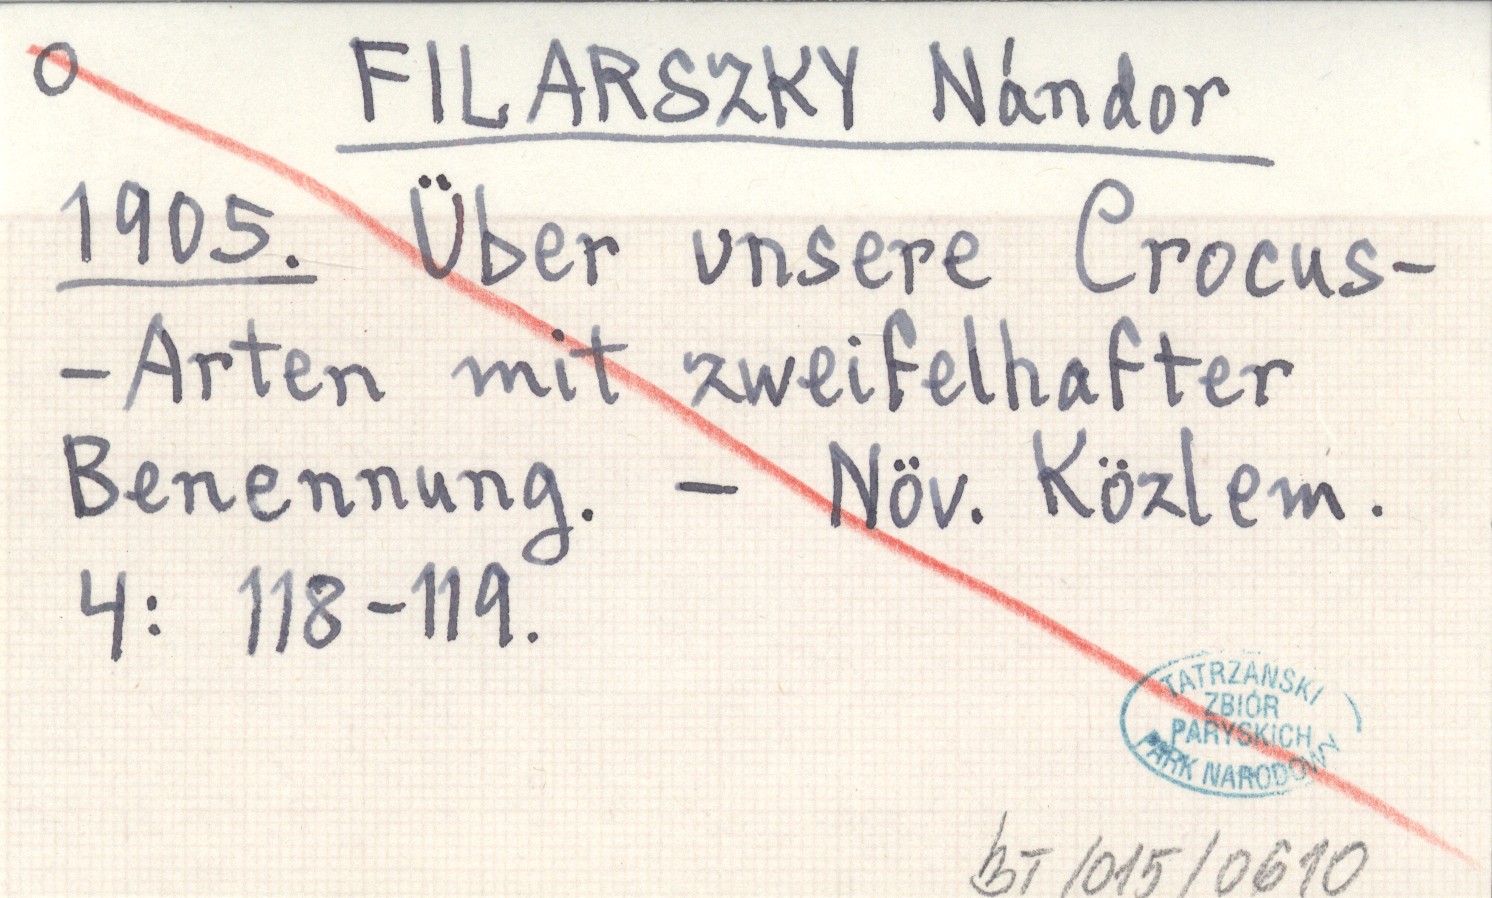 O FILARSZKY Nándor
1905. Über unsere Crocus-
-Arten mit zweifelhafter
Benennung. - Növ. Közlem.
4: 118-119.
TATRZAŃSKI
ZBIÓR
PARYSKICH
PARK NARODOWY
BT/015/0610